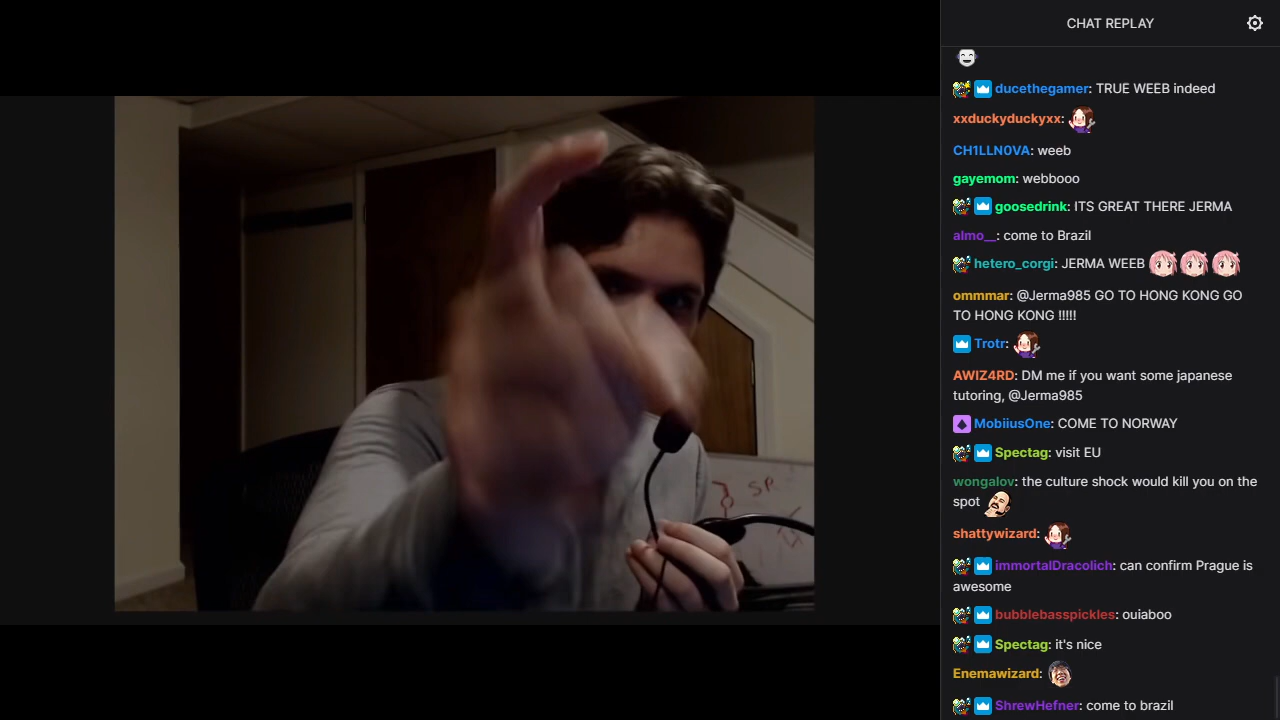 CHAT REPLAY
ducethegamer: TRUE WEEB indeed
xxduckyduckyxx:
CH1LLN0VA: weeb
gayemom: webbooo
goosedrink: ITS GREAT THERE JERMA
almo__: come to Brazil
hetero_corgi: JERMA WEEB
ommmar: @Jerma985 GO TO HONG KONG GO
TO HONG KONG !!!!!
Trotr:
AWIZ4RD: DM me if you want some japanese
tutoring, @Jerma985
MobiiusOne: COME TO NORWAY
Spectag: visit EU
wongalov: the culture shock would kill you on the
spot
shattywizard:
immortalDracolich: can confirm Prague is
awesome
bubblebasspickles: ouiaboo
Spectag: it's nice
Enemawizard:
ShrewHefner: come to brazil
SP